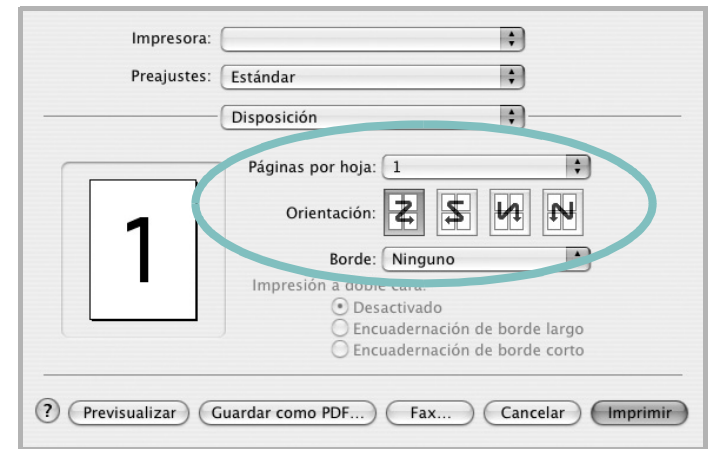 Impresora:
Preajustes: Estándar
Disposición
Páginas por hoja: 1
1
Orientación:
Borde: Ninguno
Impresión a doble cara:
Desactivado
Encuadernación de borde largo
Encuadernación de borde corto
? Previsualizar Guardar como PDF... Fax... Cancelar Imprimir